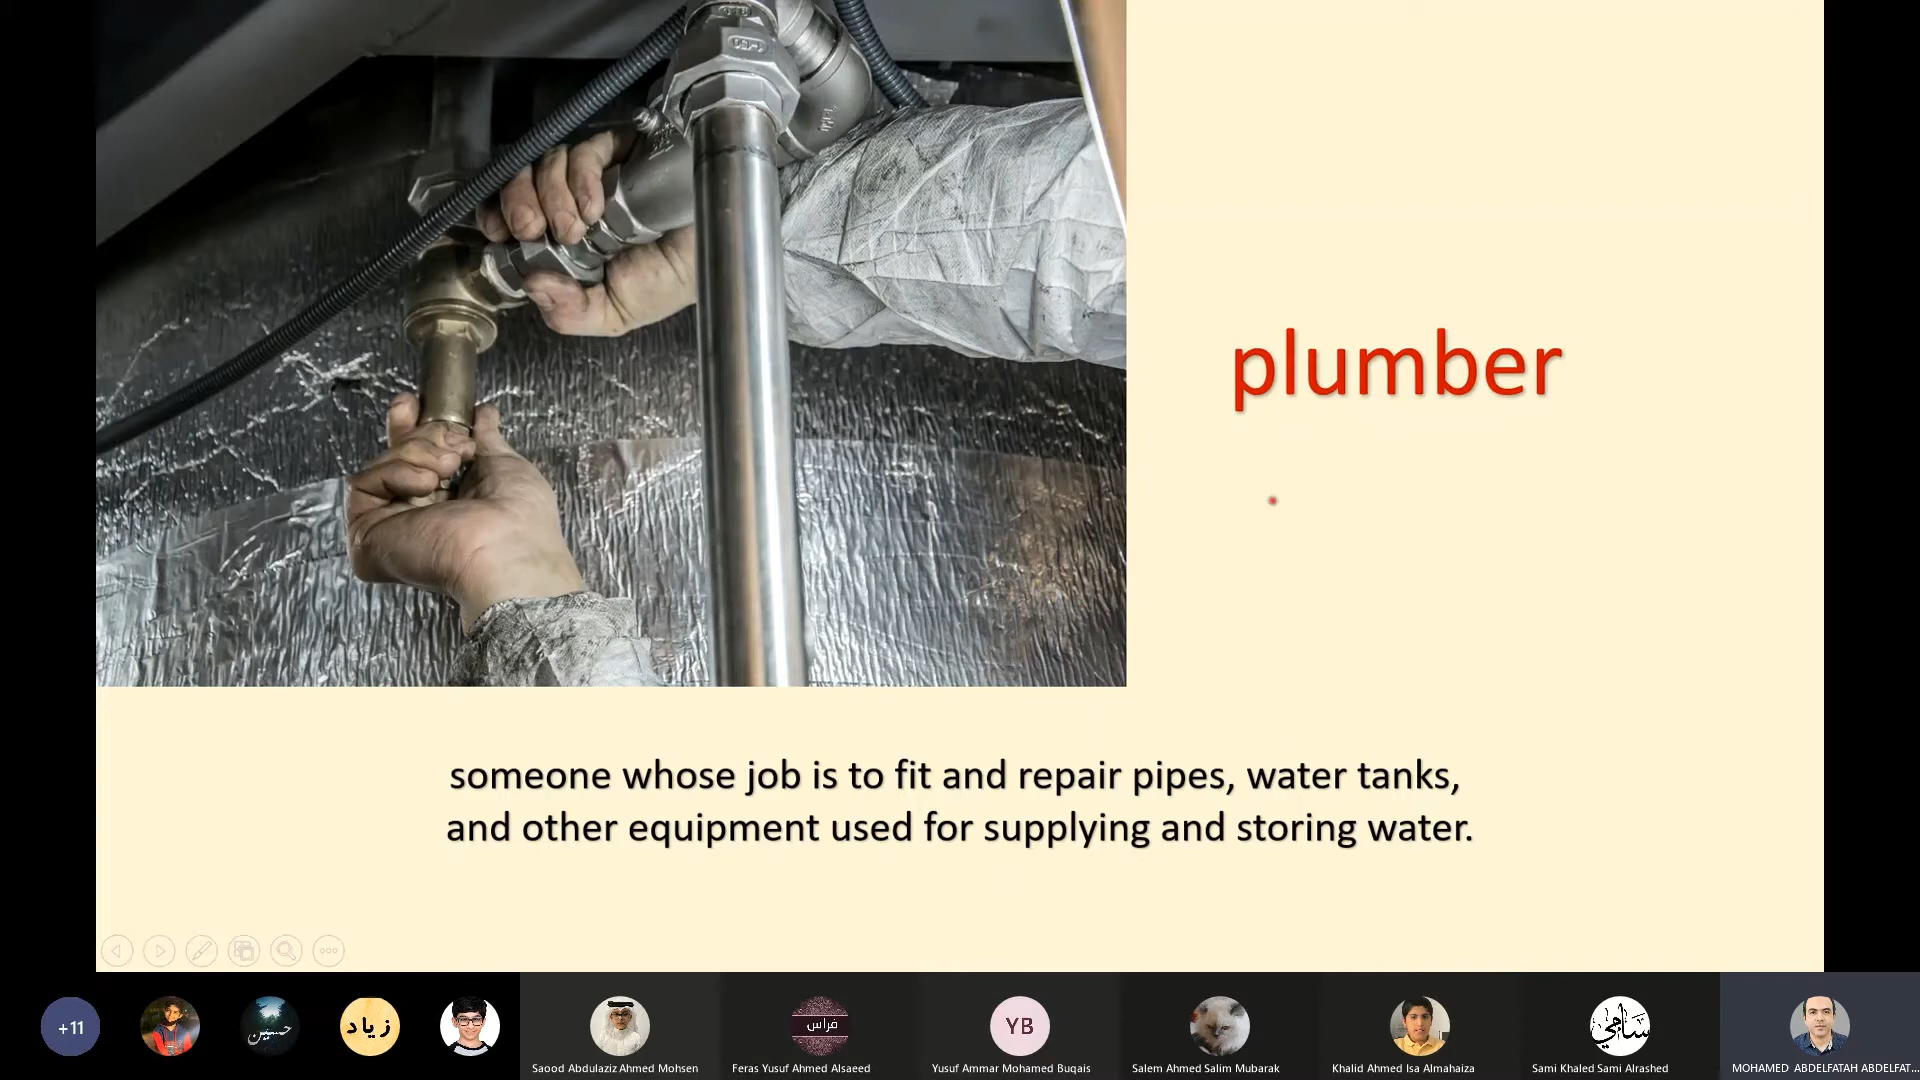 plumber
someone whose job is to fit and repair pipes, water tanks,
and other equipment used for supplying and storing water.
+11
حسين
زياد
فراس
YB
سامي
Saood Abdulaziz Ahmed Mohsen
Feras Yusuf Ahmed Alsaeed
Yusuf Ammar Mohamed Buqais
Salem Ahmed Salim Mubarak
Khalid Ahmed Isa Almahaiza
Sami Khaled Sami Alrashed
MOHAMED ABDELFATAH ABDELFAT...